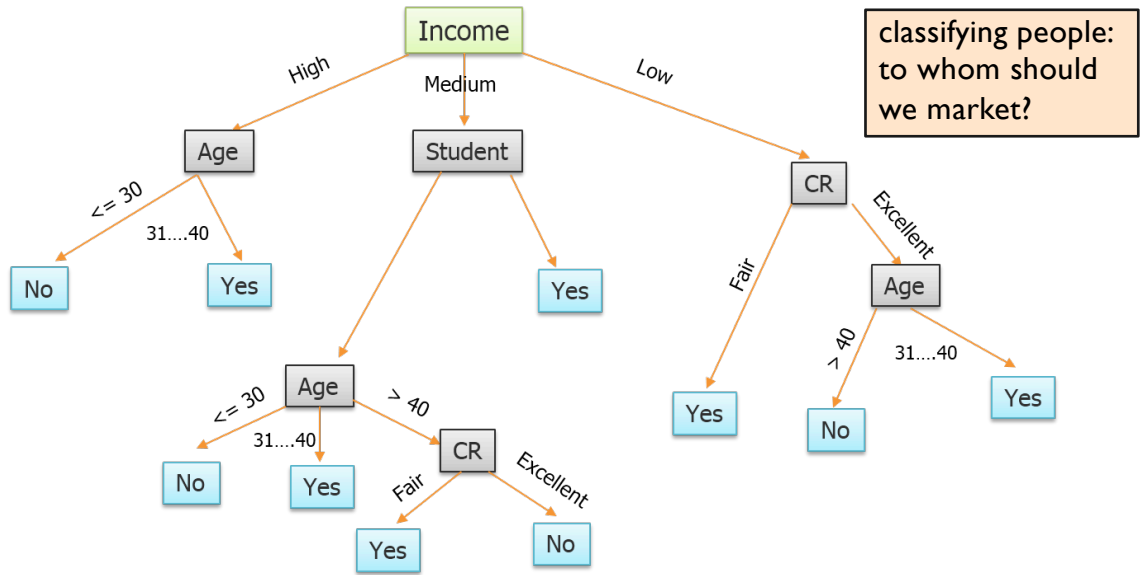 Income
classifying people:
to whom should
we market?
High
Medium
Low
Age
Student
CR
<= 30
31....40
No
Yes
Yes
Fair
Excellent
Age
> 40
31....40
Yes
No
Yes
Age
<= 30
31....40
> 40
No
Yes
CR
Fair
Excellent
Yes
No